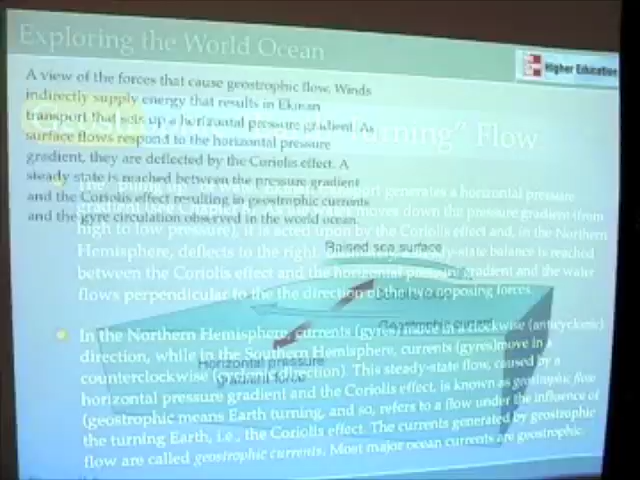 Exploring the World Ocean
Higher Education
A view of the forces that cause geostrophic flow. Winds
indirectly supply energy that results in Ekman
transport that sets up a horizontal pressure gradient. As
surface flows respond to the horizontal pressure
gradient, they are deflected by the Coriolis effect. A
steady state is reached between the pressure gradient
and the Coriolis effect resulting in geostrophic currents
and the gyre circulation observed in the world ocean.
Turning" Flow
generates a horizontal pressure
moves down the pressure gradient (from
high to low pressure), it is acted upon by the Coriolis effect and, in the Northern
Hemisphere, deflects to the right. steady-state balance is reached
between the Coriolis effect and the horizontal pressure gradient and the water
flows perpendicular to the the direction of the two opposing forces.
Raised sea surface
Geostrophic current
Horizontal pressure
gradient force
In the Northern Hemisphere, currents (gyres) move in a clockwise (anticyclonic)
direction, while in the Southern Hemisphere, currents (gyres)move in a
counterclockwise direction). This steady-state flow, caused by a
horizontal pressure gradient and the Coriolis effect, is known as geostrophic flow
(geostrophic means Earth turning, and so, refers to a flow under the influence of
the turning Earth, i.e., the Coriolis effect. The currents generated by geostrophic
flow are called geostrophic currents. Most major ocean currents are geostrophic.